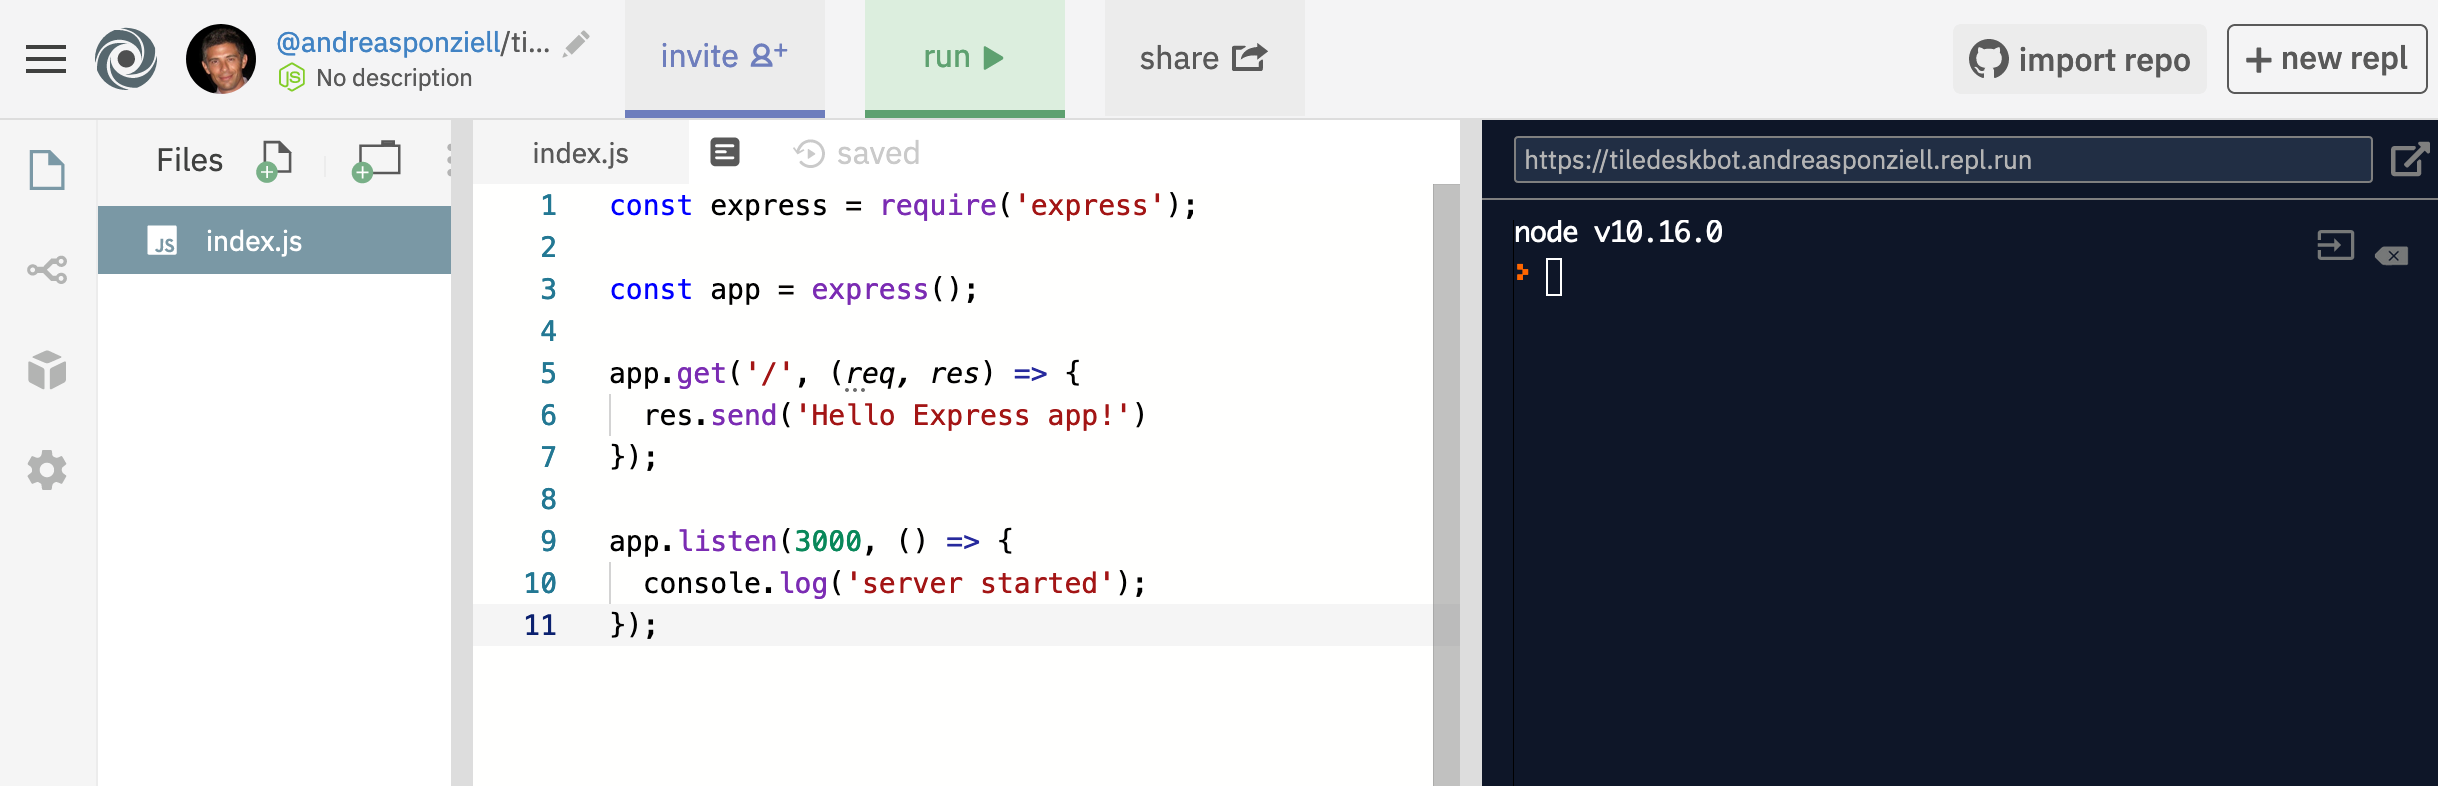 @andreasponziell/ti...
JS No description
invite
run
share
import repo
+ new repl
Files
JS index.js
index.js
saved
https://tiledeskbot.andreasponziell.repl.run
1 const express = require('express');
2
3 const app = express();
4
5 app.get('/', (req, res) => {
6 res.send('Hello Express app!')
7 });
8
9 app.listen(3000, () => {
10 console.log('server started');
11 });
node v10.16.0